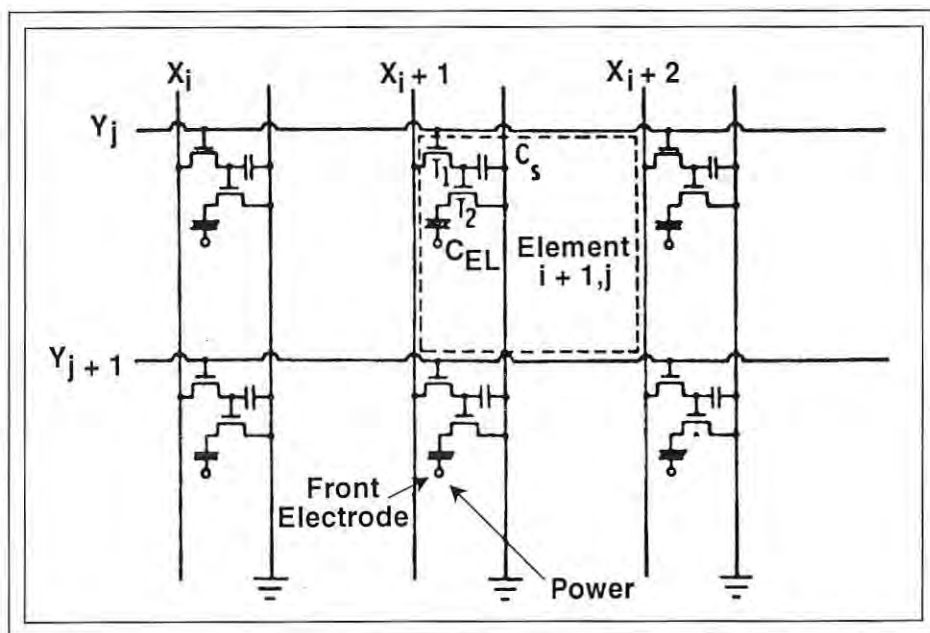 Xi Xi + 1 Xi + 2
Yj
Cs
T1
T2
CEL
Element
i + 1,j
Yj + 1
Front
Electrode
Power